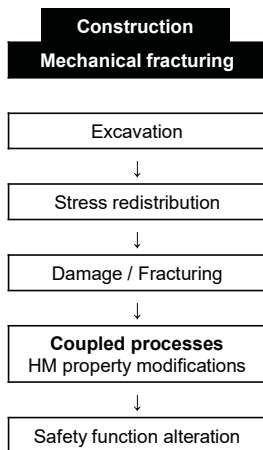 Construction
Mechanical fracturing
Excavation
↓
Stress redistribution
↓
Damage / Fracturing
↓
Coupled processes
HM property modifications
↓
Safety function alteration